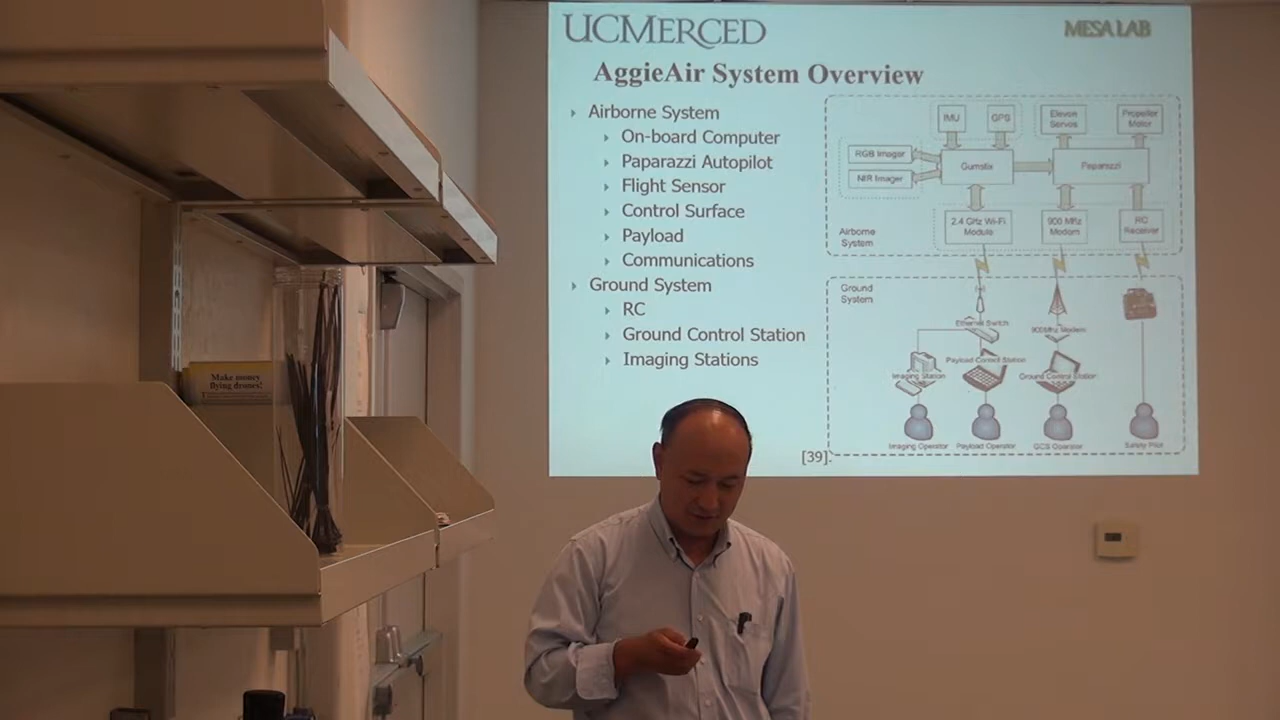 UCMERCED
MESA LAB
AggieAir System Overview
Airborne System
On-board Computer
Paparazzi Autopilot
Flight Sensor
Control Surface
Payload
Communications
Ground System
RC
Ground Control Station
Imaging Stations
[39].
IMU
GPS
Elevon
Servos
Propeller
Motor
RGB Imager
NIR Imager
Gumstix
Paparazzi
2.4 GHz Wi-Fi
Module
900 MHz
Modem
RC
Receiver
Airborne
System
Ground
System
Ethernet Switch
900MHz Modem
Imaging Station
Payload Control Station
Ground Control Station
Imaging Operator
Payload Operator
GCS Operator
Safety Pilot
Make money
flying drones!